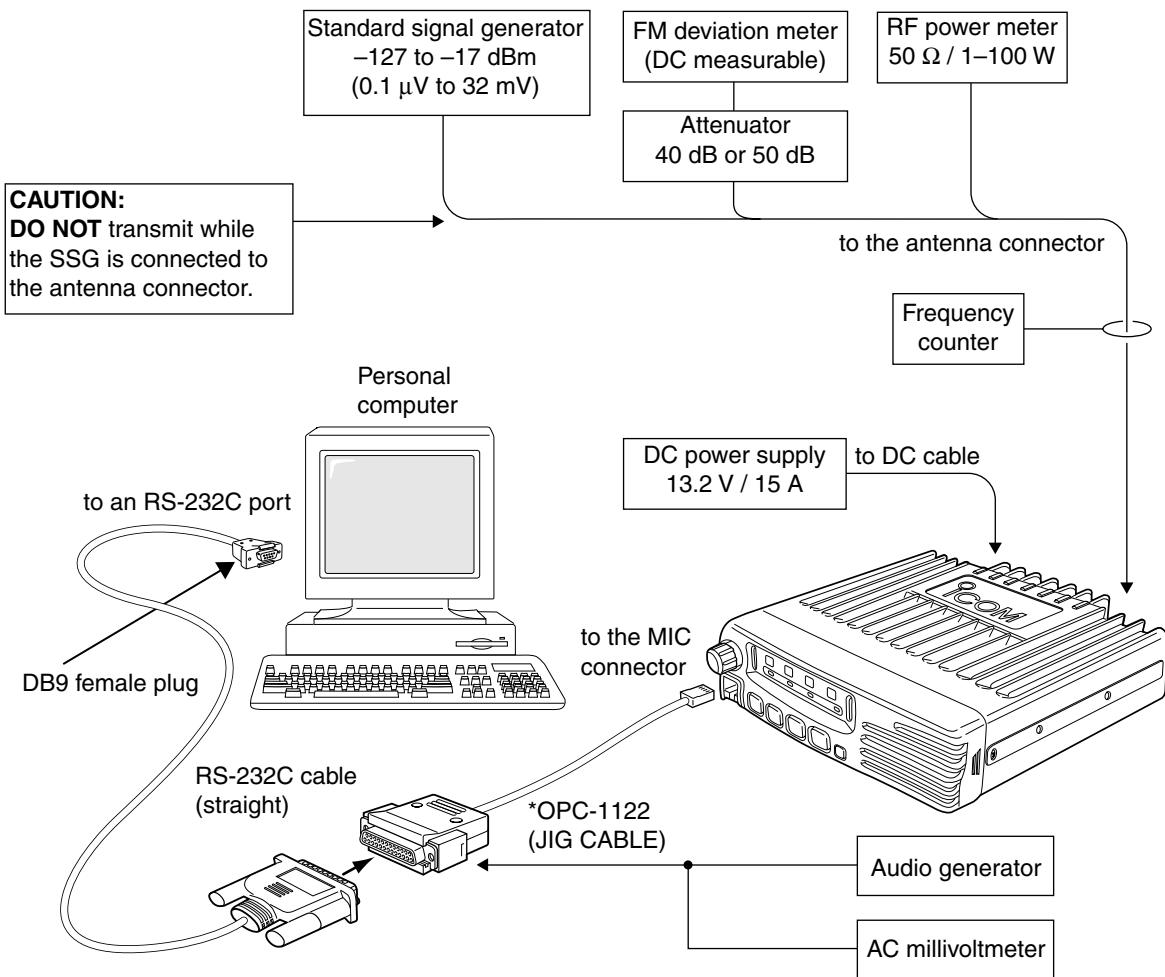 Standard signal generator
–127 to –17 dBm
(0.1 μV to 32 mV)
FM deviation meter
(DC measurable)
RF power meter
50 Ω / 1–100 W
Attenuator
40 dB or 50 dB
CAUTION:
DO NOT transmit while
the SSG is connected to
the antenna connector.
to the antenna connector
Frequency
counter
Personal
computer
DC power supply
13.2 V / 15 A
to DC cable
to an RS-232C port
iCOM
to the MIC
connector
DB9 female plug
RS-232C cable
(straight)
*OPC-1122
(JIG CABLE)
Audio generator
AC millivoltmeter